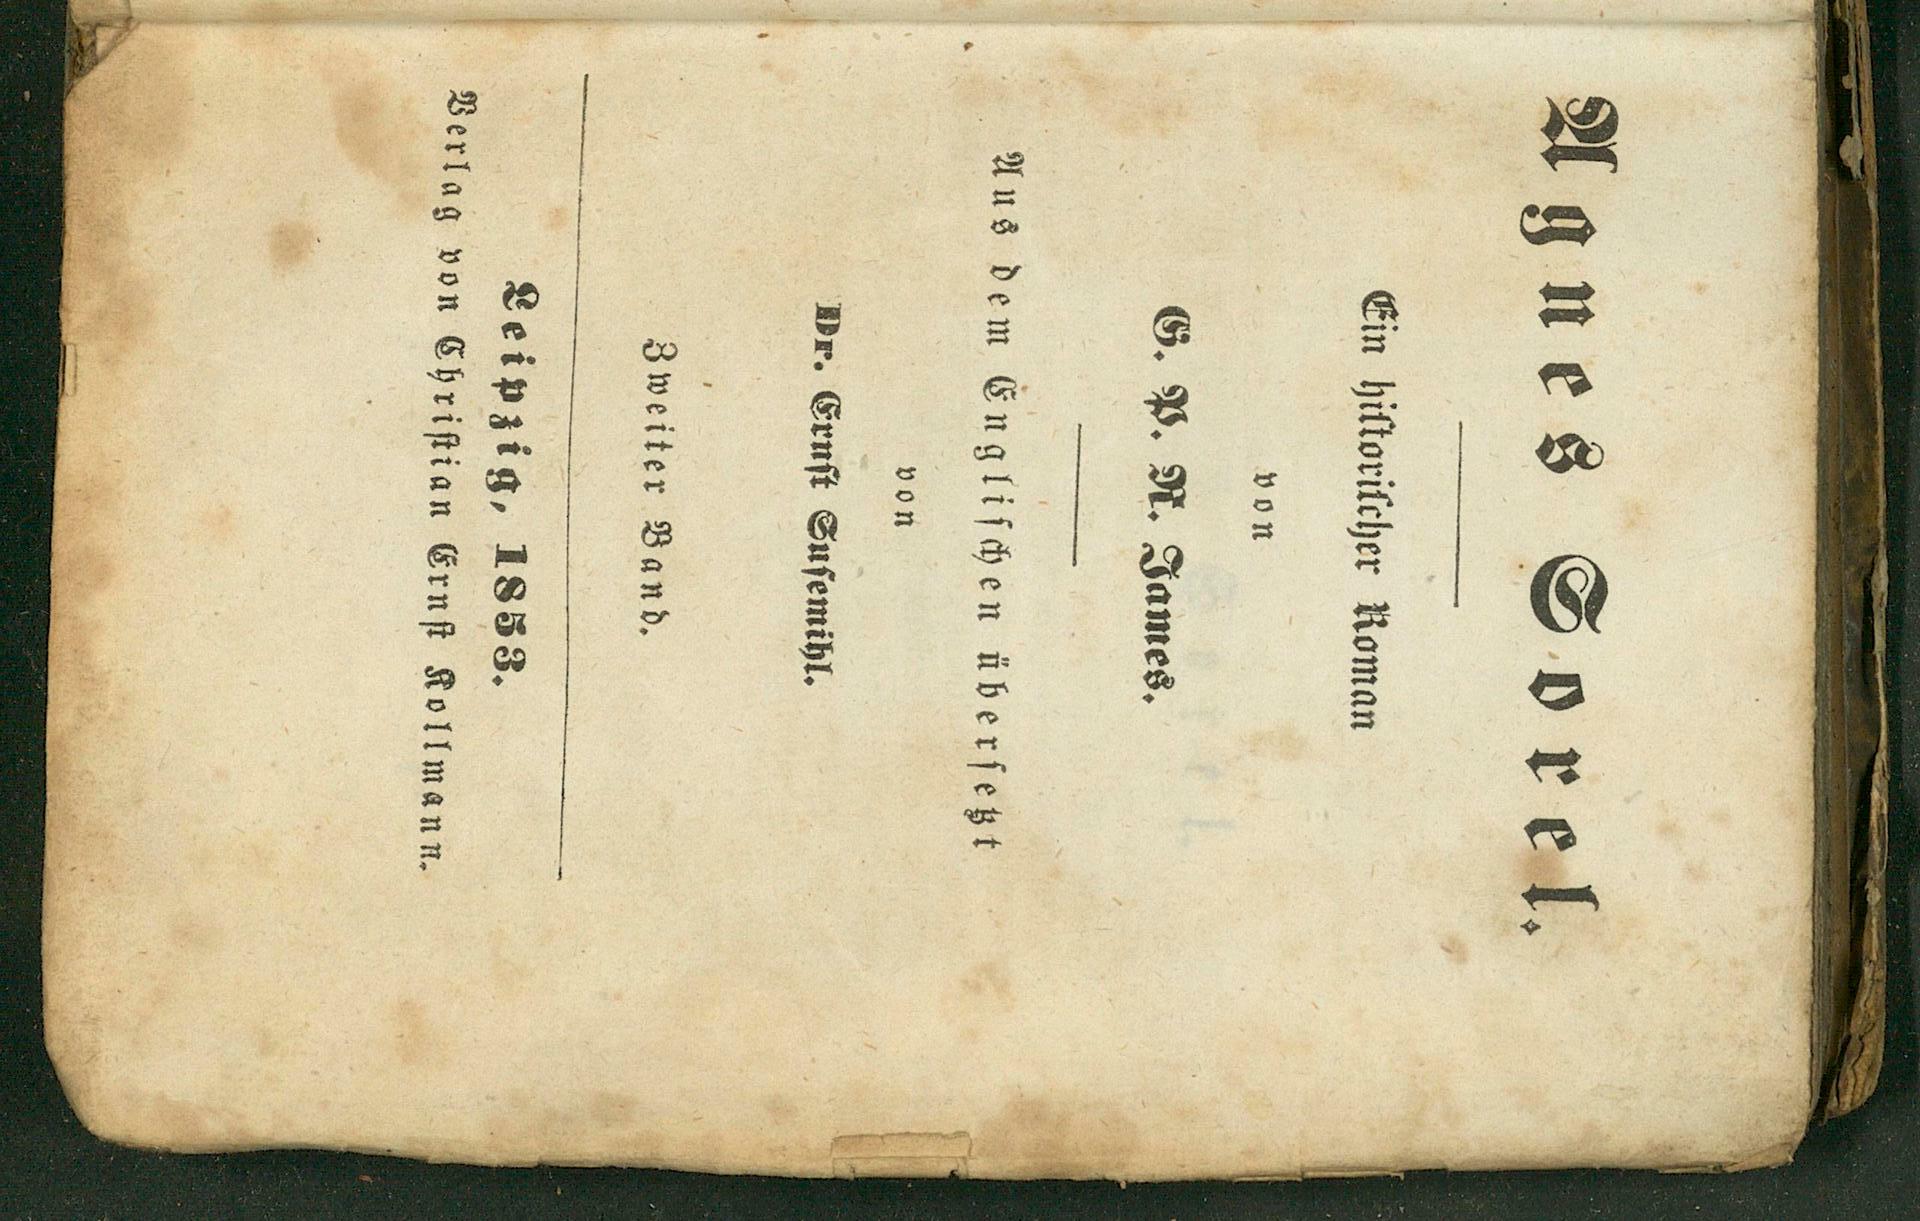 Agnes Sorel.
Ein historischer Roman
von
G. P. R. James.
Aus dem Englischen übersetzt
von
Dr. Ernst Susemihl.
Zweiter Band.
Leipzig, 1853.
Verlag von Christian Ernst Kollmann.